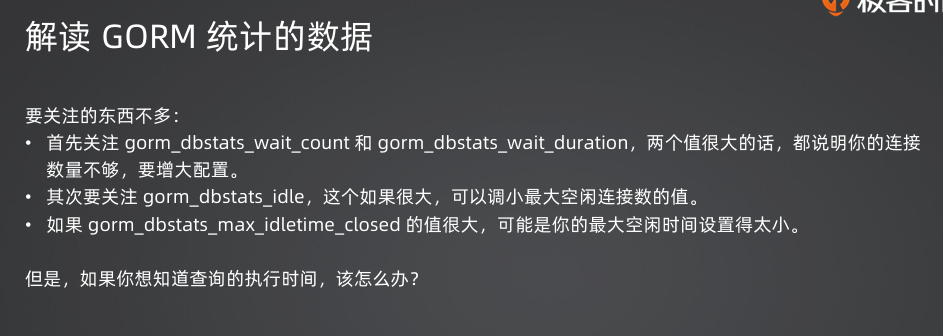 极客时
解读 GORM 统计的数据
要关注的东西不多：
• 首先关注 gorm_dbstats_wait_count 和 gorm_dbstats_wait_duration，两个值很大的话，都说明你的连接
数量不够，要增大配置。
• 其次要关注 gorm_dbstats_idle，这个如果很大，可以调小最大空闲连接数的值。
• 如果 gorm_dbstats_max_idletime_closed 的值很大，可能是你的最大空闲时间设置得太小。
但是，如果你想知道查询的执行时间，该怎么办？